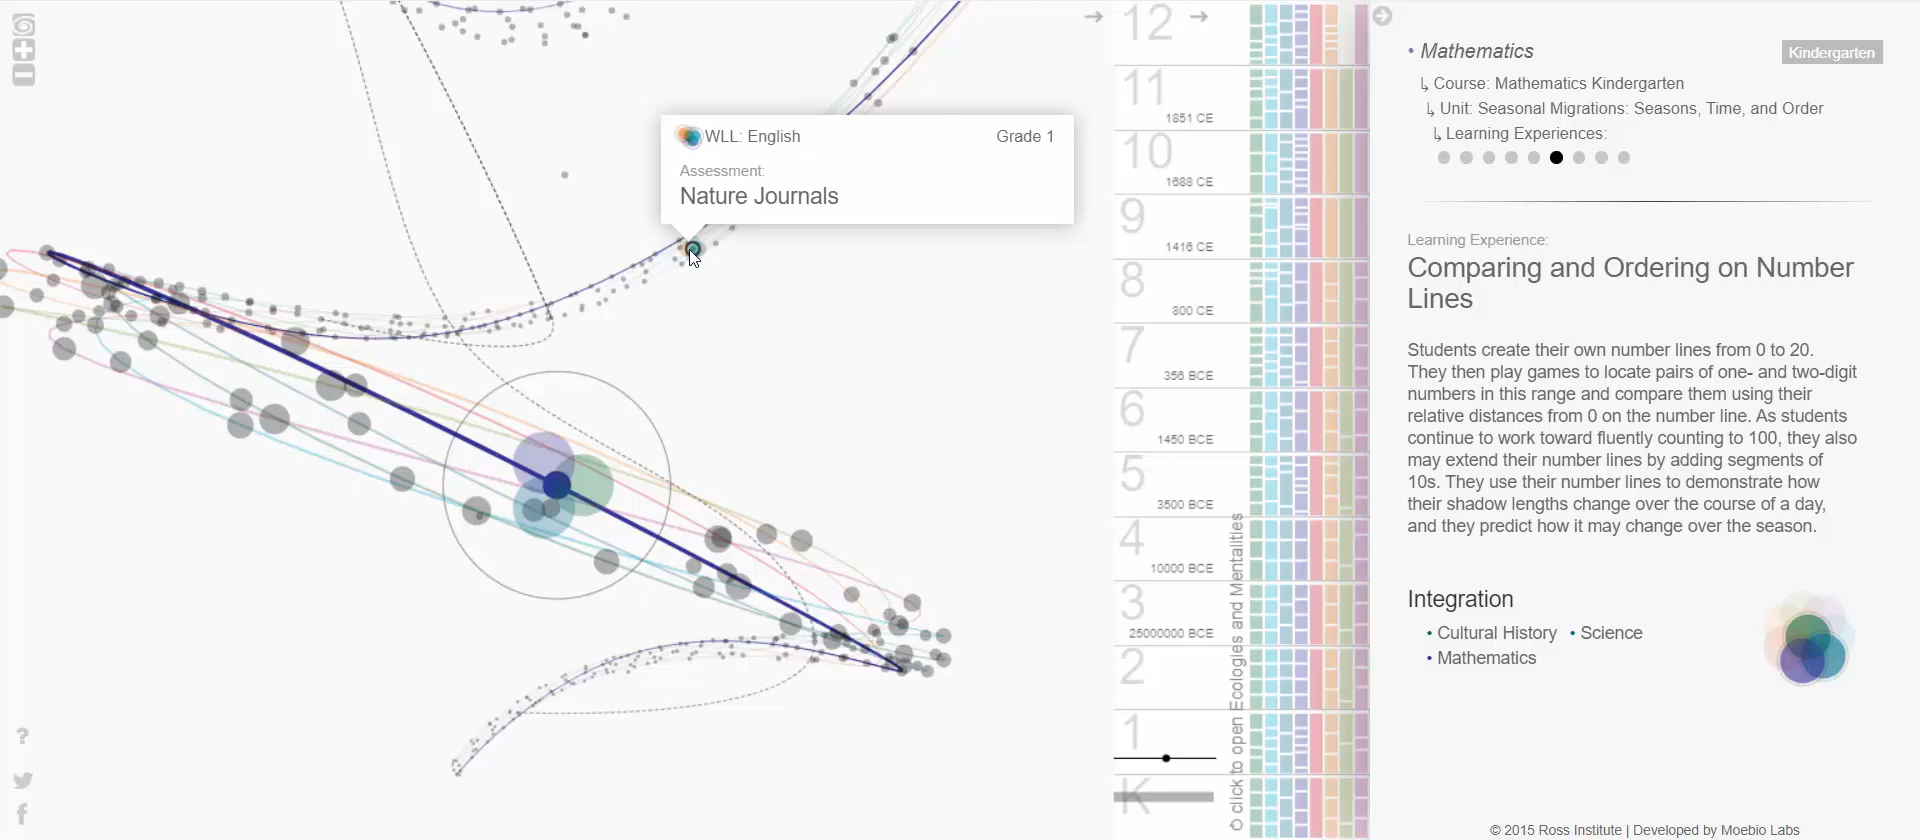 WLL: English
Grade 1
Assessment:
Nature Journals
12
11
1851 CE
10
1688 CE
9
1416 CE
8
800 CE
7
356 BCE
6
1450 BCE
5
3500 BCE
4
10000 BCE
3
25000000 BCE
2
1
K
click to open Ecologies and Mentalities
• Mathematics
Kindergarten
↳ Course: Mathematics Kindergarten
↳ Unit: Seasonal Migrations: Seasons, Time, and Order
↳ Learning Experiences:
Learning Experience:
Comparing and Ordering on Number
Lines
Students create their own number lines from 0 to 20.
They then play games to locate pairs of one- and two-digit
numbers in this range and compare them using their
relative distances from 0 on the number line. As students
continue to work toward fluently counting to 100, they also
may extend their number lines by adding segments of
10s. They use their number lines to demonstrate how
their shadow lengths change over the course of a day,
and they predict how it may change over the season.
Integration
• Cultural History • Science
• Mathematics
?
© 2015 Ross Institute | Developed by Moebio Labs